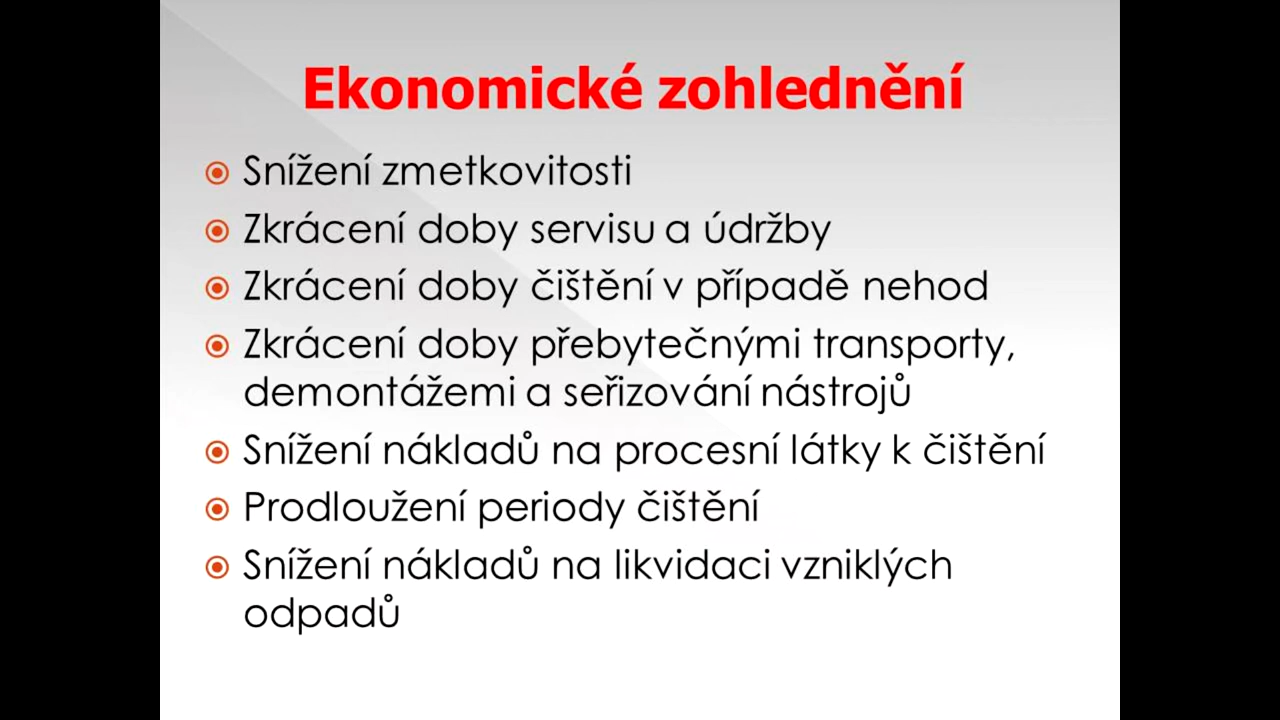 Ekonomické zohlednění
Snížení zmetkovitosti
Zkrácení doby servisu a údržby
Zkrácení doby čištění v případě nehod
Zkrácení doby přebytečnými transporty,
demontážemi a seřizování nástrojů
Snížení nákladů na procesní látky k čištění
Prodloužení periody čištění
Snížení nákladů na likvidaci vzniklých
odpadů